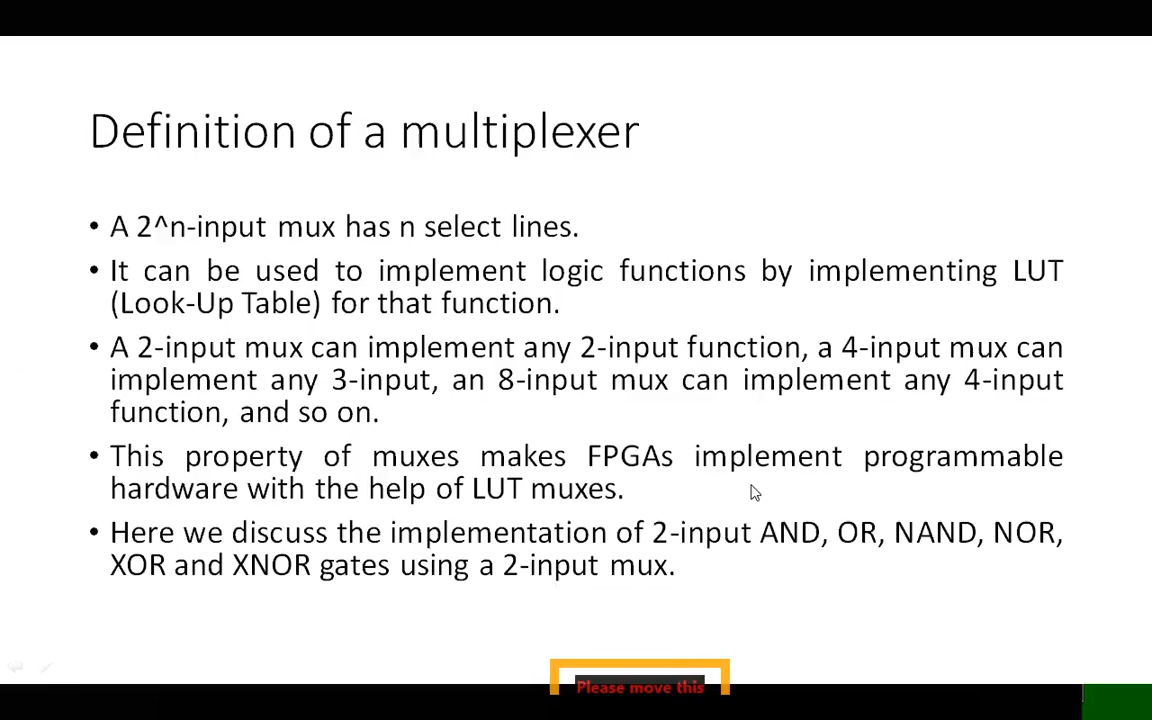 Definition of a multiplexer
• A 2^n-input mux has n select lines.
• It can be used to implement logic functions by implementing LUT
(Look-Up Table) for that function.
• A 2-input mux can implement any 2-input function, a 4-input mux can
implement any 3-input, an 8-input mux can implement any 4-input
function, and so on.
• This property of muxes makes FPGAs implement programmable
hardware with the help of LUT muxes.
• Here we discuss the implementation of 2-input AND, OR, NAND, NOR,
XOR and XNOR gates using a 2-input mux.
Please move this